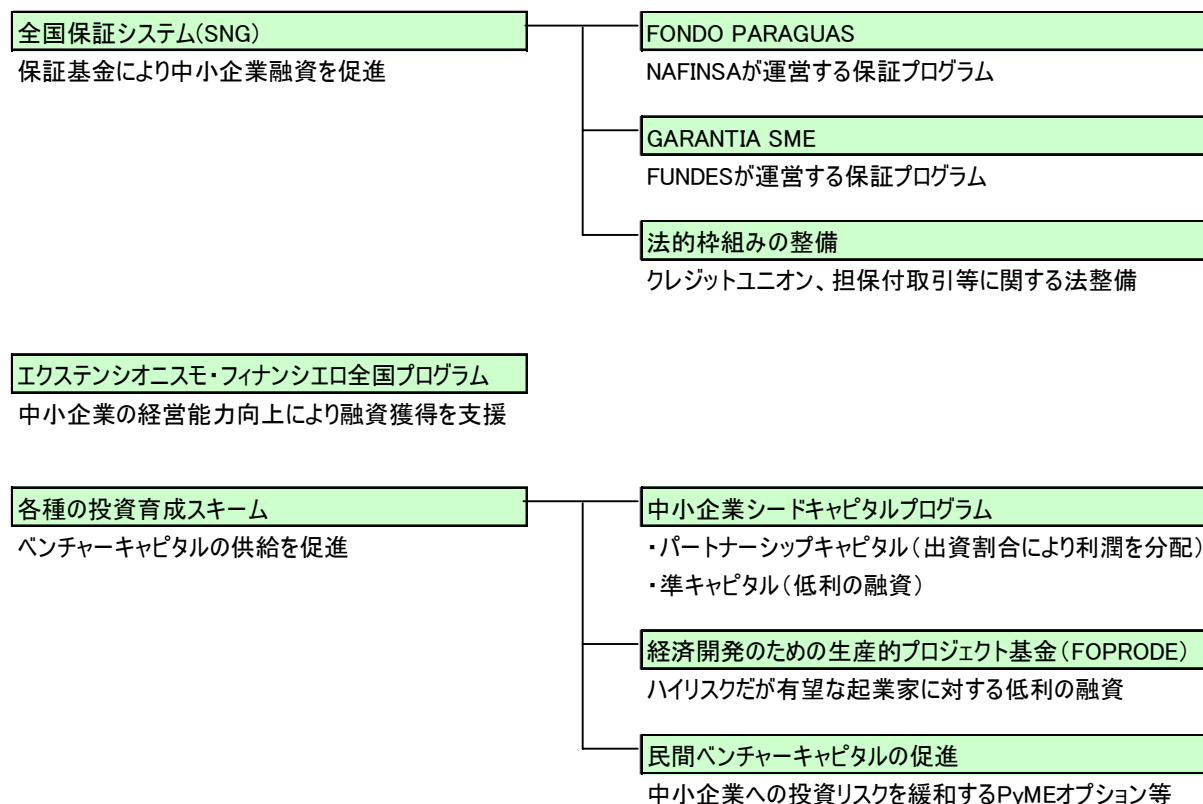 全国保証システム(SNG)
保証基金により中小企業融資を促進
FONDO PARAGUAS
NAFINSAが運営する保証プログラム
GARANTIA SME
FUNDESが運営する保証プログラム
法的枠組みの整備
クレジットユニオン、担保付取引等に関する法整備
エクステンシオニスモ・フィナンシエロ全国プログラム
中小企業の経営能力向上により融資獲得を支援
各種の投資育成スキーム
ベンチャーキャピタルの供給を促進
中小企業シードキャピタルプログラム
・パートナーシップキャピタル(出資割合により利潤を分配)
・準キャピタル(低利の融資)
経済開発のための生産的プロジェクト基金(FOPRODE)
ハイリスクだが有望な起業家に対する低利の融資
民間ベンチャーキャピタルの促進
中小企業への投資リスクを緩和するPyMEオプション等